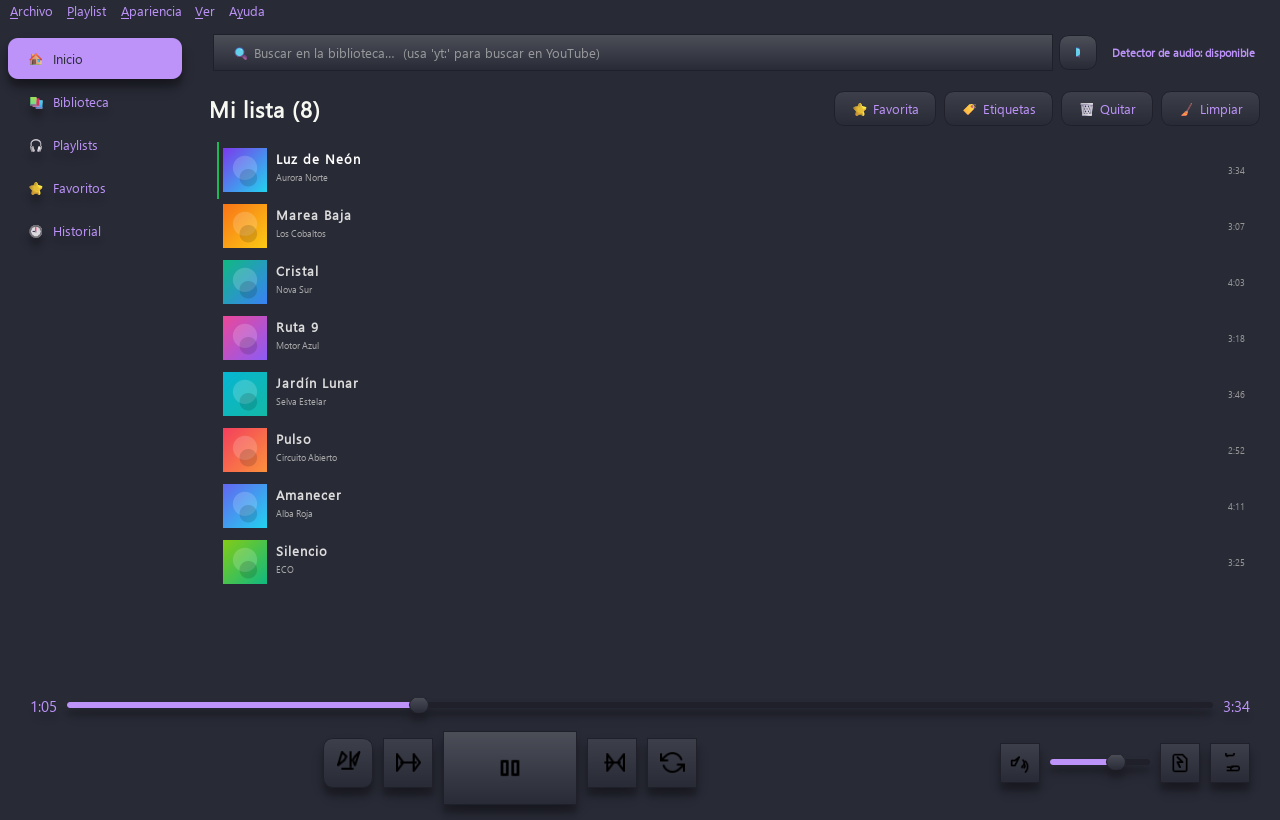 Archivo Playlist Apariencia Ver Ayuda
Inicio
Biblioteca
Playlists
Favoritos
Historial
Buscar en la biblioteca... (usa 'yt:' para buscar en YouTube)
Detector de audio: disponible
Mi lista (8)
Favorita
Etiquetas
Quitar
Limpiar
Luz de Neón
Aurora Norte
3:34
Marea Baja
Los Cobaltos
3:07
Cristal
Nova Sur
4:03
Ruta 9
Motor Azul
3:18
Jardín Lunar
Selva Estelar
3:46
Pulso
Circuito Abierto
2:52
Amanecer
Alba Roja
4:11
Silencio
ECO
3:25
1:05
3:34